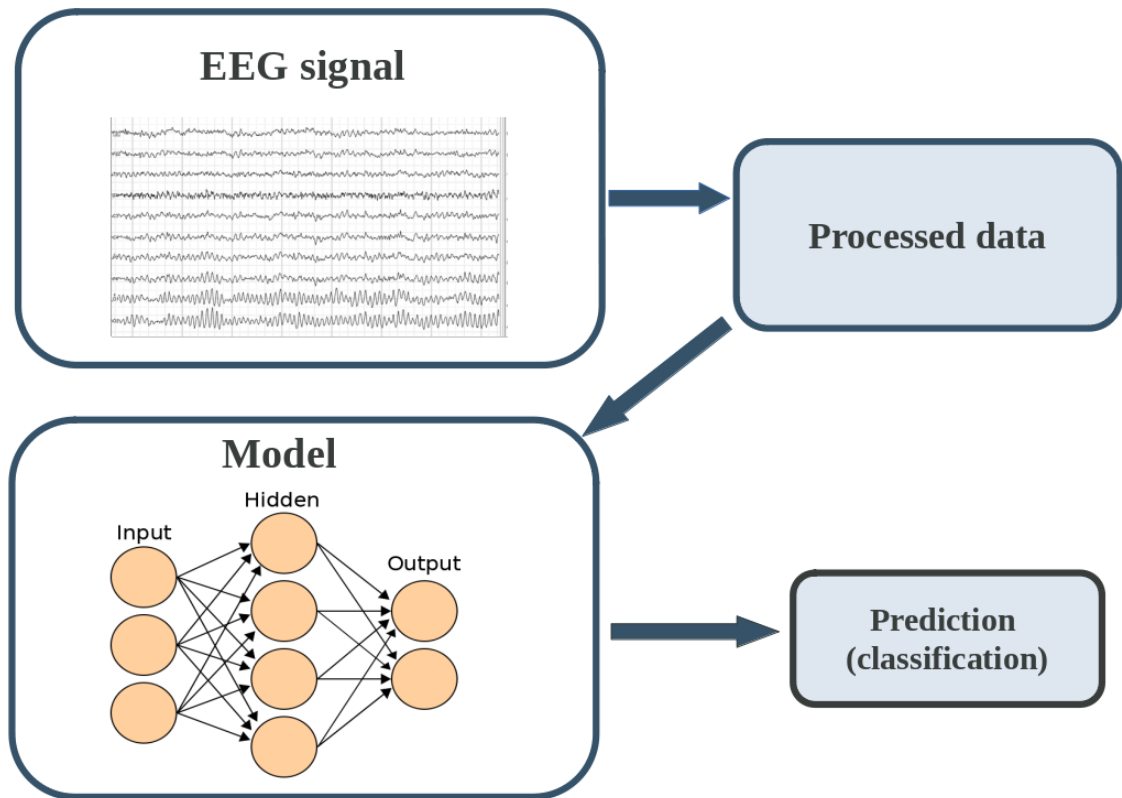 EEG signal
Processed data
Model
Hidden
Input
Output
Prediction
(classification)